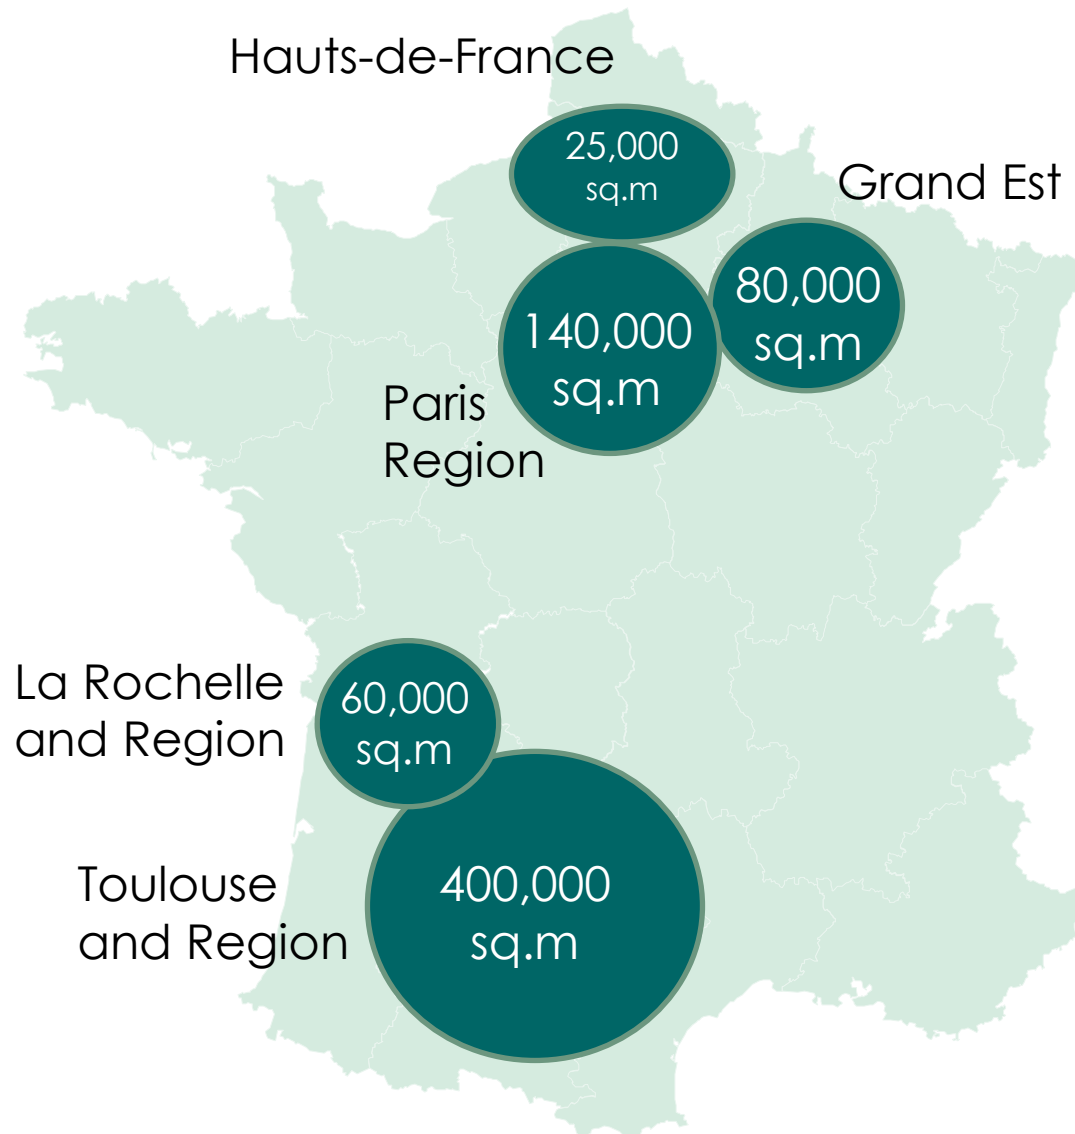 Hauts-de-France
25,000
sq.m
Grand Est
80,000
sq.m
140,000
sq.m
Paris
Region
La Rochelle
and Region
60,000
sq.m
Toulouse
and Region
400,000
sq.m